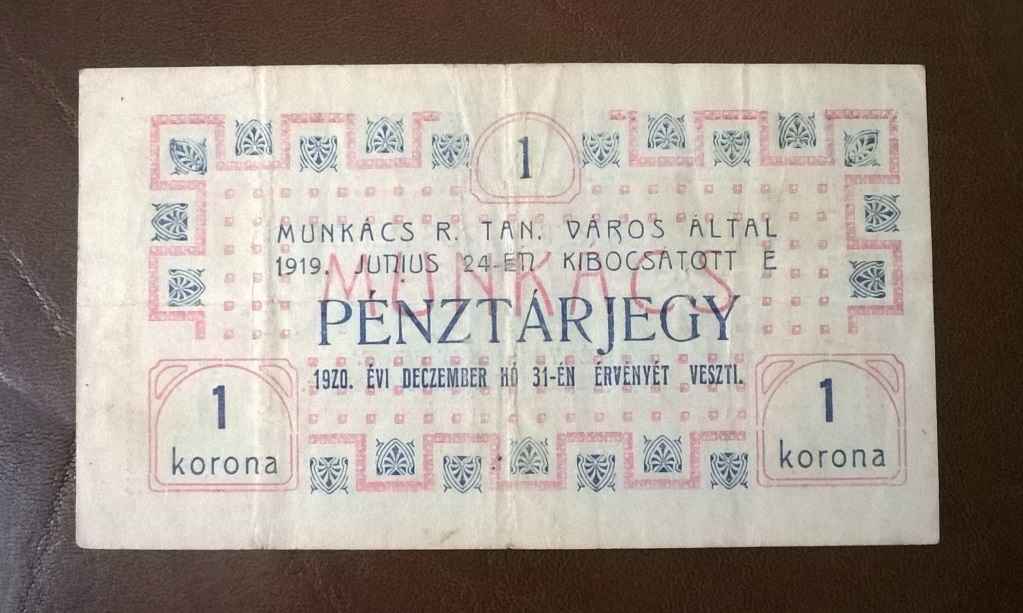 1
MUNKÁCS R. TAN. VÁROS ÁLTAL
1919. JUNIUS 24-EN KIBOCSÁTOTT E
MUNKÁCS
PÉNZTÁRJEGY
1920. ÉVI DECZEMBER HÓ 31-ÉN ÉRVÉNYÉT VESZTI.
1
korona
1
korona